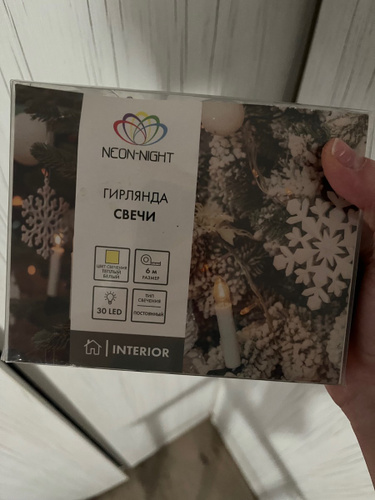 NEON-NIGHT
ГИРЛЯНДА
СВЕЧИ
ЦВЕТ СВЕЧЕНИЯ
ТЕПЛЫЙ
БЕЛЫЙ
6 м
РАЗМЕР
30 LED
ТИП
СВЕЧЕНИЯ
ПОСТОЯННЫЙ
INTERIOR